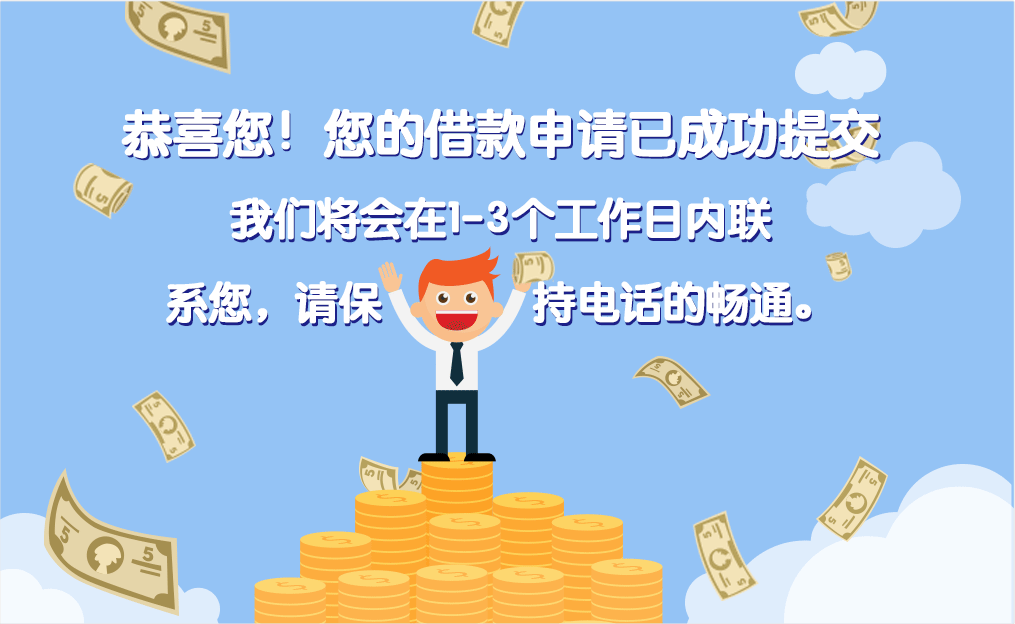 恭喜您！您的借款申请已成功提交
我们将会在1-3个工作日内联
系您，请保持电话的畅通。